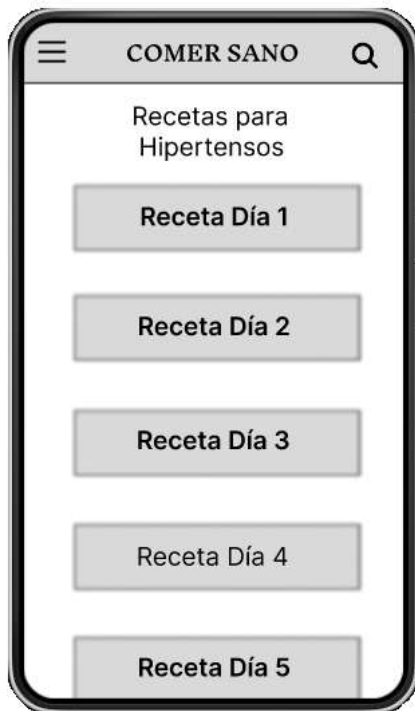 COMER SANO
Recetas para
Hipertensos
Receta Día 1
Receta Día 2
Receta Día 3
Receta Día 4
Receta Día 5